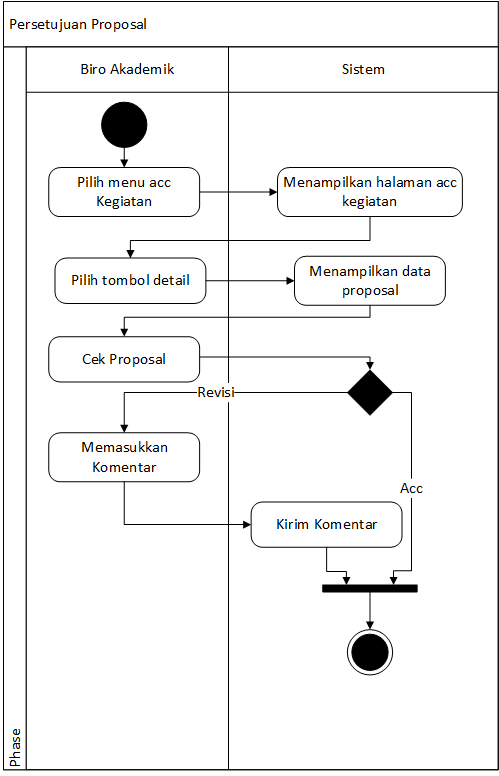 Persetujuan Proposal
Biro Akademik
Sistem
Pilih menu acc
Kegiatan
Menampilkan halaman acc
kegiatan
Pilih tombol detail
Menampilkan data
proposal
Cek Proposal
Revisi
Memasukkan
Komentar
Acc
Kirim Komentar
Phase